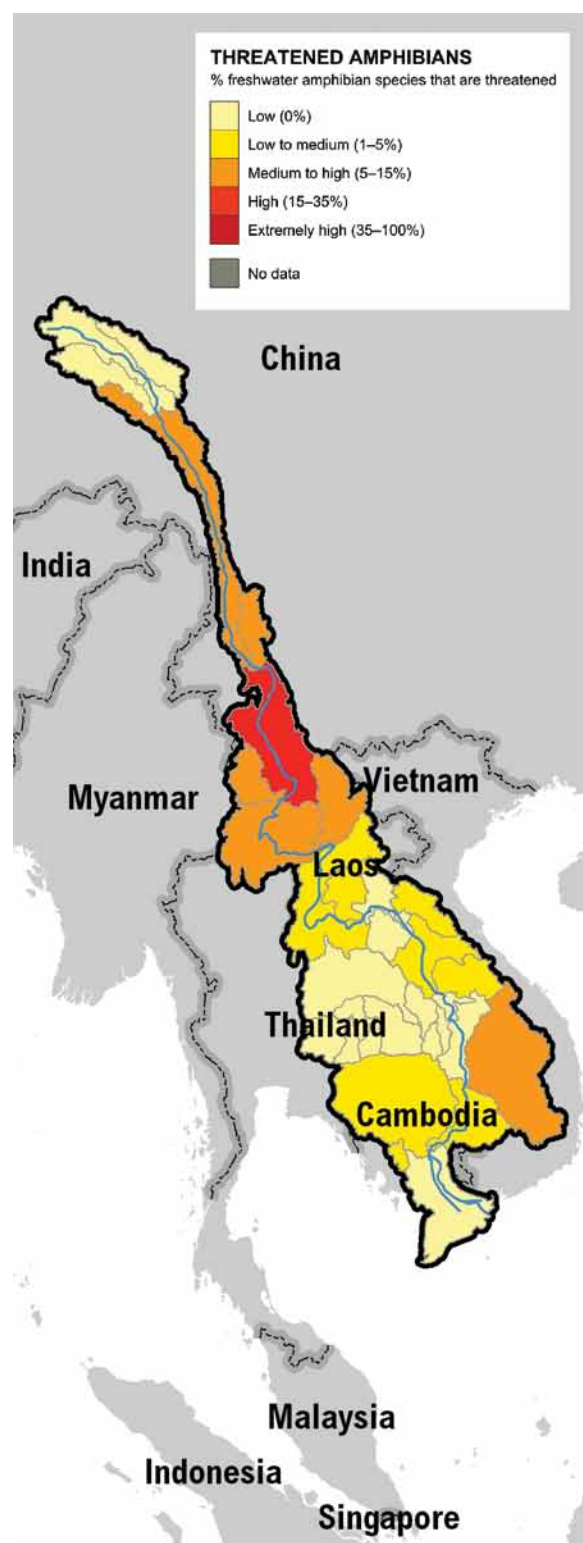 THREATENED AMPHIBIANS
% freshwater amphibian species that are threatened
Low (0%)
Low to medium (1–5%)
Medium to high (5–15%)
High (15–35%)
Extremely high (35–100%)
No data
China
India
Vietnam
Myanmar
Laos
Thailand
Cambodia
Malaysia
Indonesia
Singapore